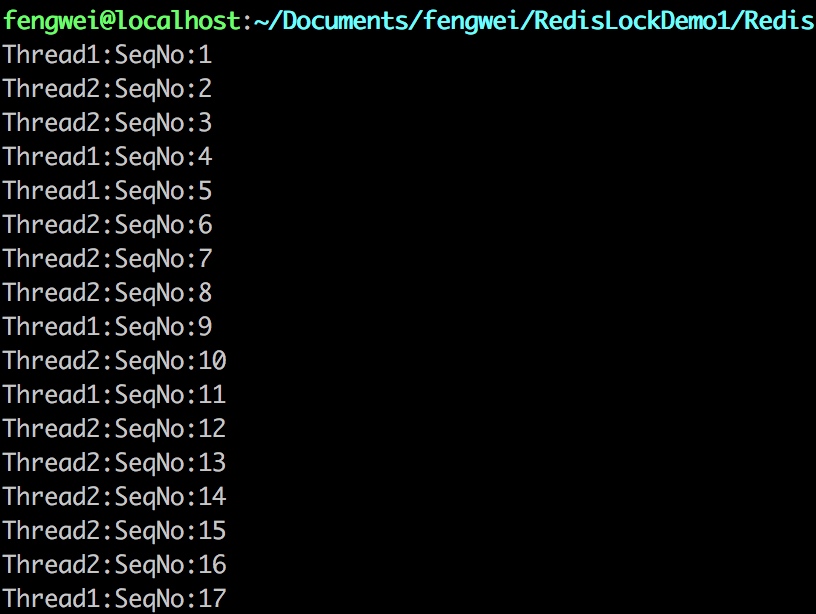 fengwei@localhost:~/Documents/fengwei/RedisLockDemo1/Redis
Thread1:SeqNo:1
Thread2:SeqNo:2
Thread2:SeqNo:3
Thread1:SeqNo:4
Thread1:SeqNo:5
Thread2:SeqNo:6
Thread2:SeqNo:7
Thread2:SeqNo:8
Thread1:SeqNo:9
Thread2:SeqNo:10
Thread1:SeqNo:11
Thread2:SeqNo:12
Thread2:SeqNo:13
Thread2:SeqNo:14
Thread2:SeqNo:15
Thread2:SeqNo:16
Thread1:SeqNo:17